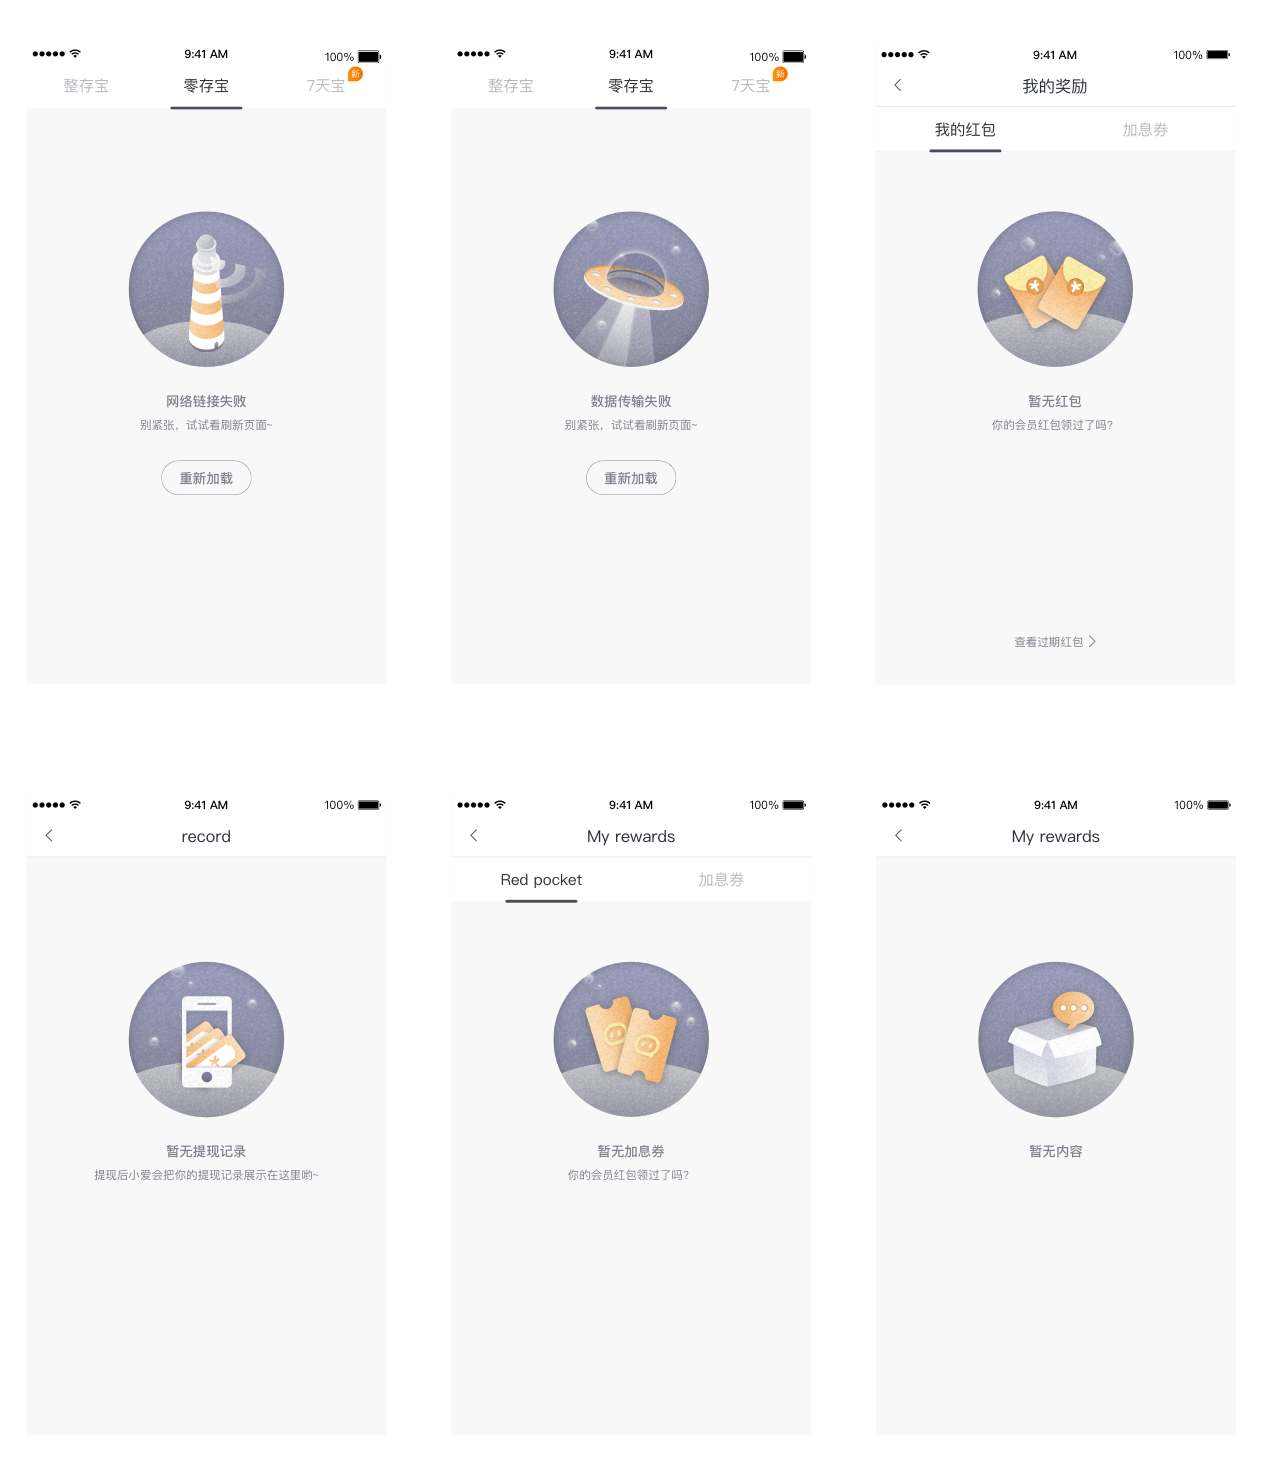 9:41 AM
100%
整存宝
零存宝
7天宝
新
网络链接失败
别紧张，试试看刷新页面~
重新加载
9:41 AM
100%
整存宝
零存宝
7天宝
新
数据传输失败
别紧张，试试看刷新页面~
重新加载
9:41 AM
100%
我的奖励
我的红包
加息券
暂无红包
你的会员红包领过了吗?
查看过期红包
9:41 AM
100%
record
暂无提现记录
提现后小爱会把你的提现记录展示在这里哟~
9:41 AM
100%
My rewards
Red pocket
加息券
暂无加息券
你的会员红包领过了吗?
9:41 AM
100%
My rewards
暂无内容